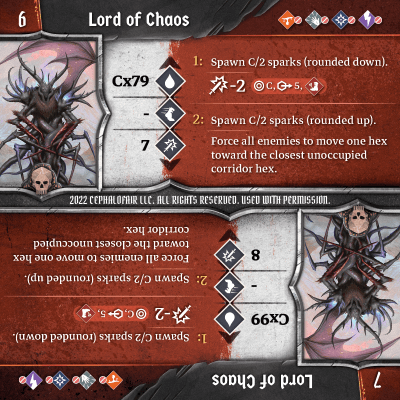 6
Lord of Chaos
Cx79
-
7
1: Spawn C/2 sparks (rounded down).
-2 C, 5,
2: Spawn C/2 sparks (rounded up).
Force all enemies to move one hex
toward the closest unoccupied
corridor hex.
2022 CEPHALOFAIR LLC. ALL RIGHTS RESERVED. USED WITH PERMISSION.
7
Lord of Chaos
Cx99
-
8
1: Spawn C/2 sparks (rounded down).
-2 C, 5,
2: Spawn C/2 sparks (rounded up).
Force all enemies to move one hex
toward the closest unoccupied
corridor hex.